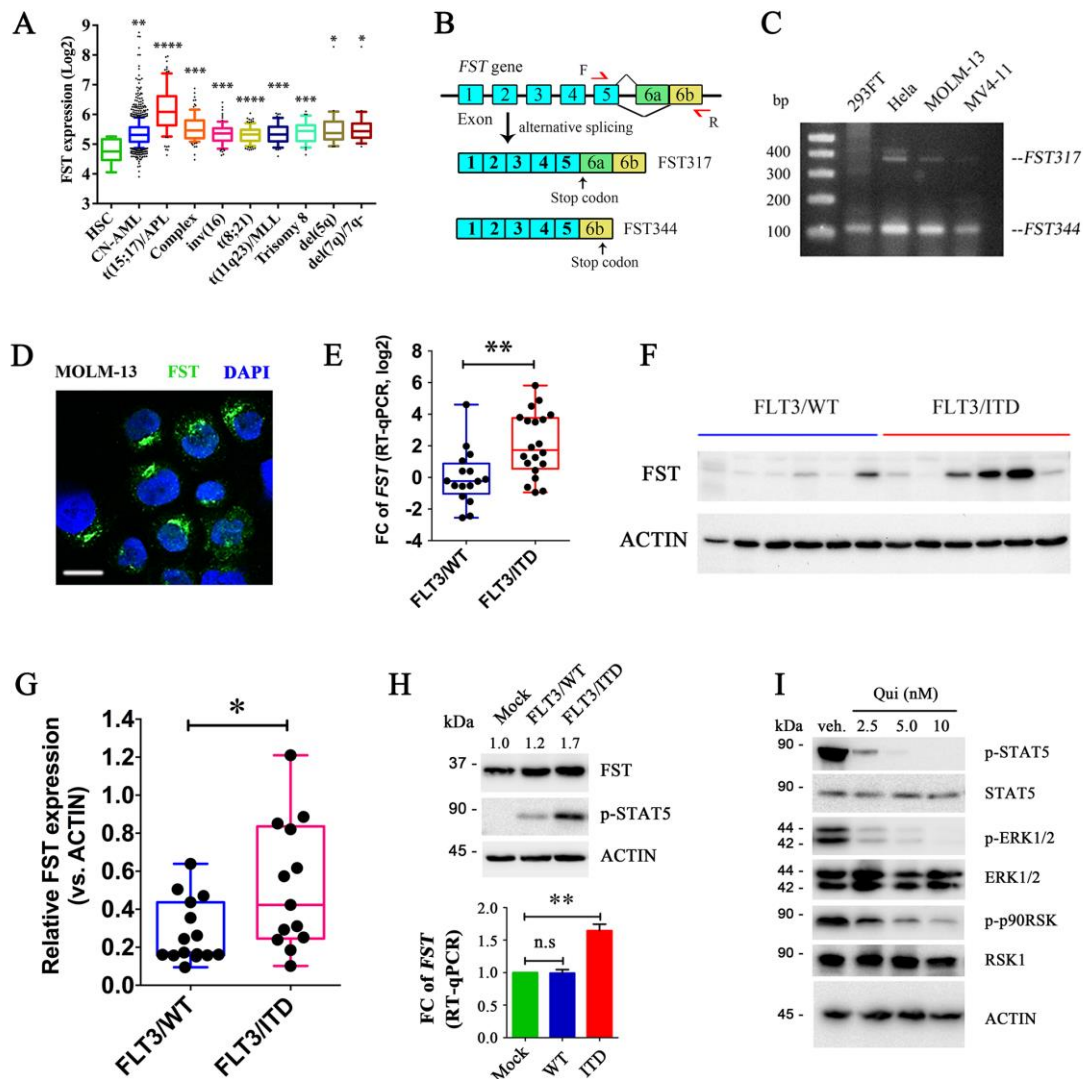 A
FST expression (Log2)
9
8
7
6
5
4
3
2
**
****
***
***
****
***
***
*
*
HSC
CN-AML
t(15;17)/APL
Complex
inv(16)
t(8;21)
t(11q23)/MLL
Trisomy 8
del(5q)
del(7q)/7q-
B
FST gene
F
1 2 3 4 5 6a 6b
R
Exon
alternative splicing
1 2 3 4 5 6a 6b FST317
Stop codon
1 2 3 4 5 6b FST344
Stop codon
C
bp
293FT
Hela
MOLM-13
MV4-11
400
300
200
100
--FST317
--FST344
D
MOLM-13 FST DAPI
E
FC of FST (RT-qPCR, log2)
8
6
4
2
0
-2
-4
**
FLT3/WT
FLT3/ITD
F
FLT3/WT FLT3/ITD
FST
ACTIN
G
Relative FST expression
(vs. ACTIN)
1.4
1.2
1.0
0.8
0.6
0.4
0.2
0.0
*
FLT3/WT
FLT3/ITD
H
Mock
FLT3/WT
FLT3/ITD
kDa
1.0 1.2 1.7
37 - FST
90 - p-STAT5
45 - ACTIN
FC of FST
(RT-qPCR)
2.0
1.5
1.0
0.5
0.0
**
n.s
Mock
WT
ITD
I
Qui (nM)
kDa veh. 2.5 5.0 10
90 - p-STAT5
STAT5
90 -
44 -
42 -
p-ERK1/2
44 -
42 -
ERK1/2
90 - p-p90RSK
90 - RSK1
45 - ACTIN